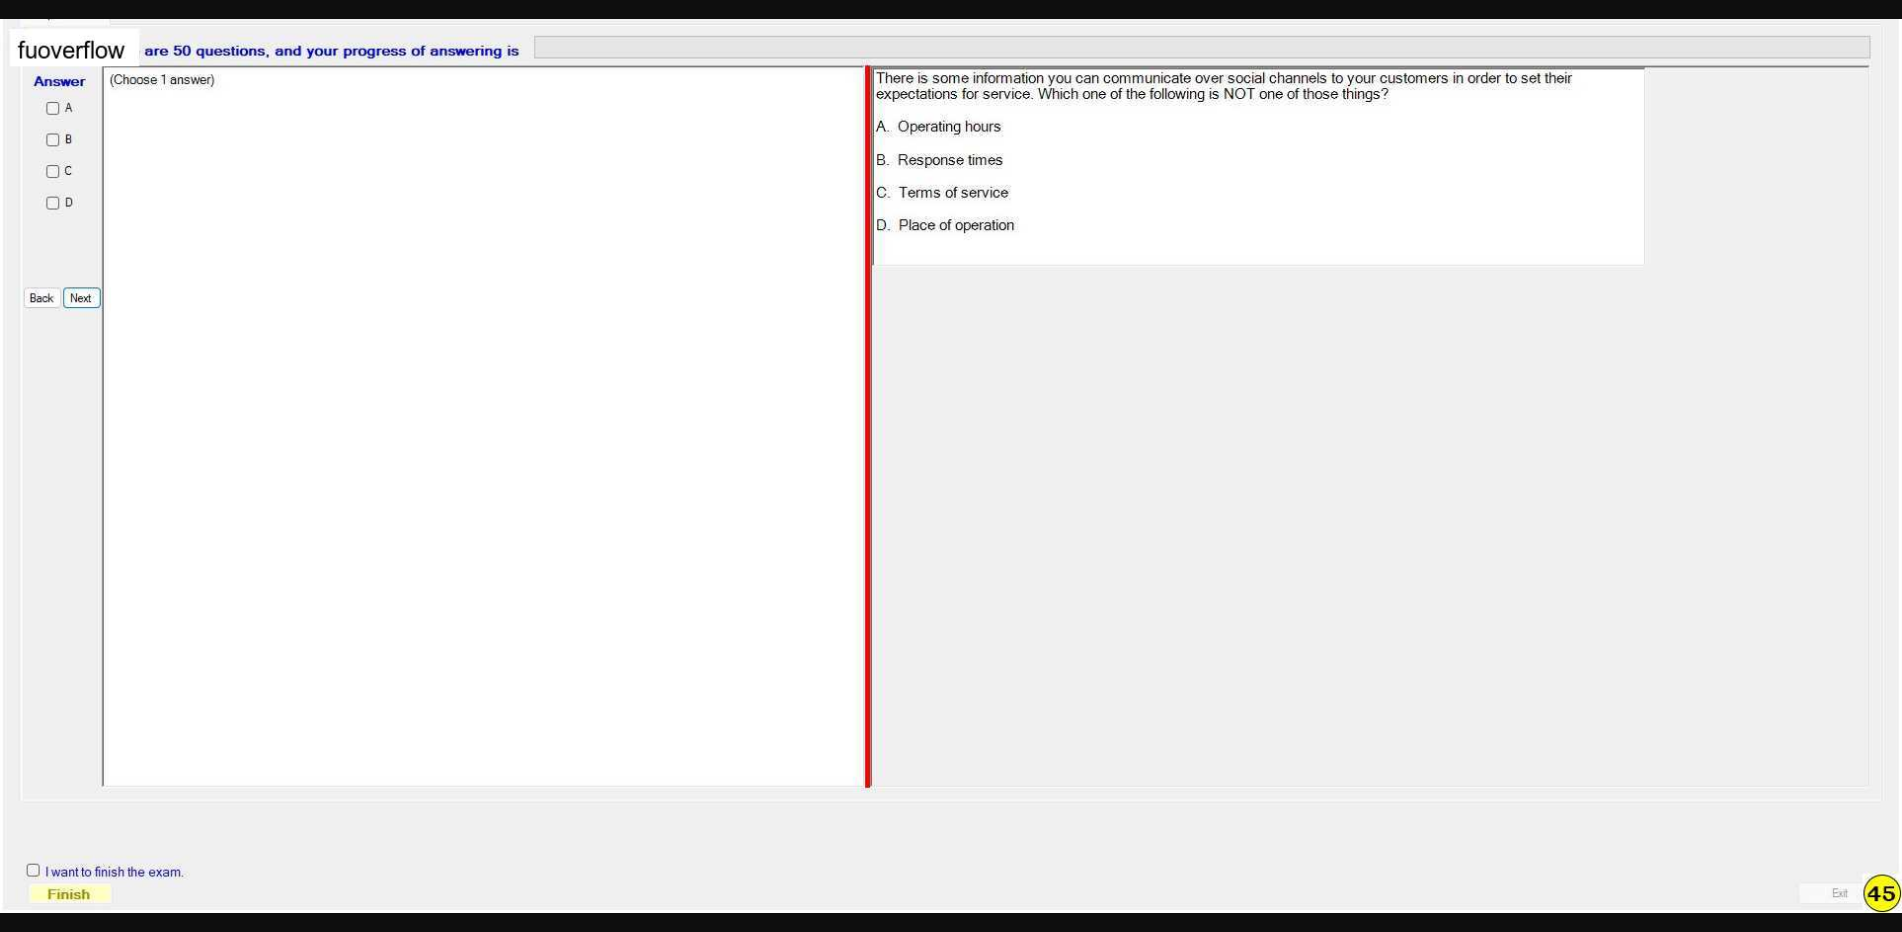 fuoverflow are 50 questions, and your progress of answering is
Answer
A
B
C
D
Back Next
(Choose 1 answer)
There is some information you can communicate over social channels to your customers in order to set their
expectations for service. Which one of the following is NOT one of those things?
A. Operating hours
B. Response times
C. Terms of service
D. Place of operation
I want to finish the exam.
Finish
Exit
45